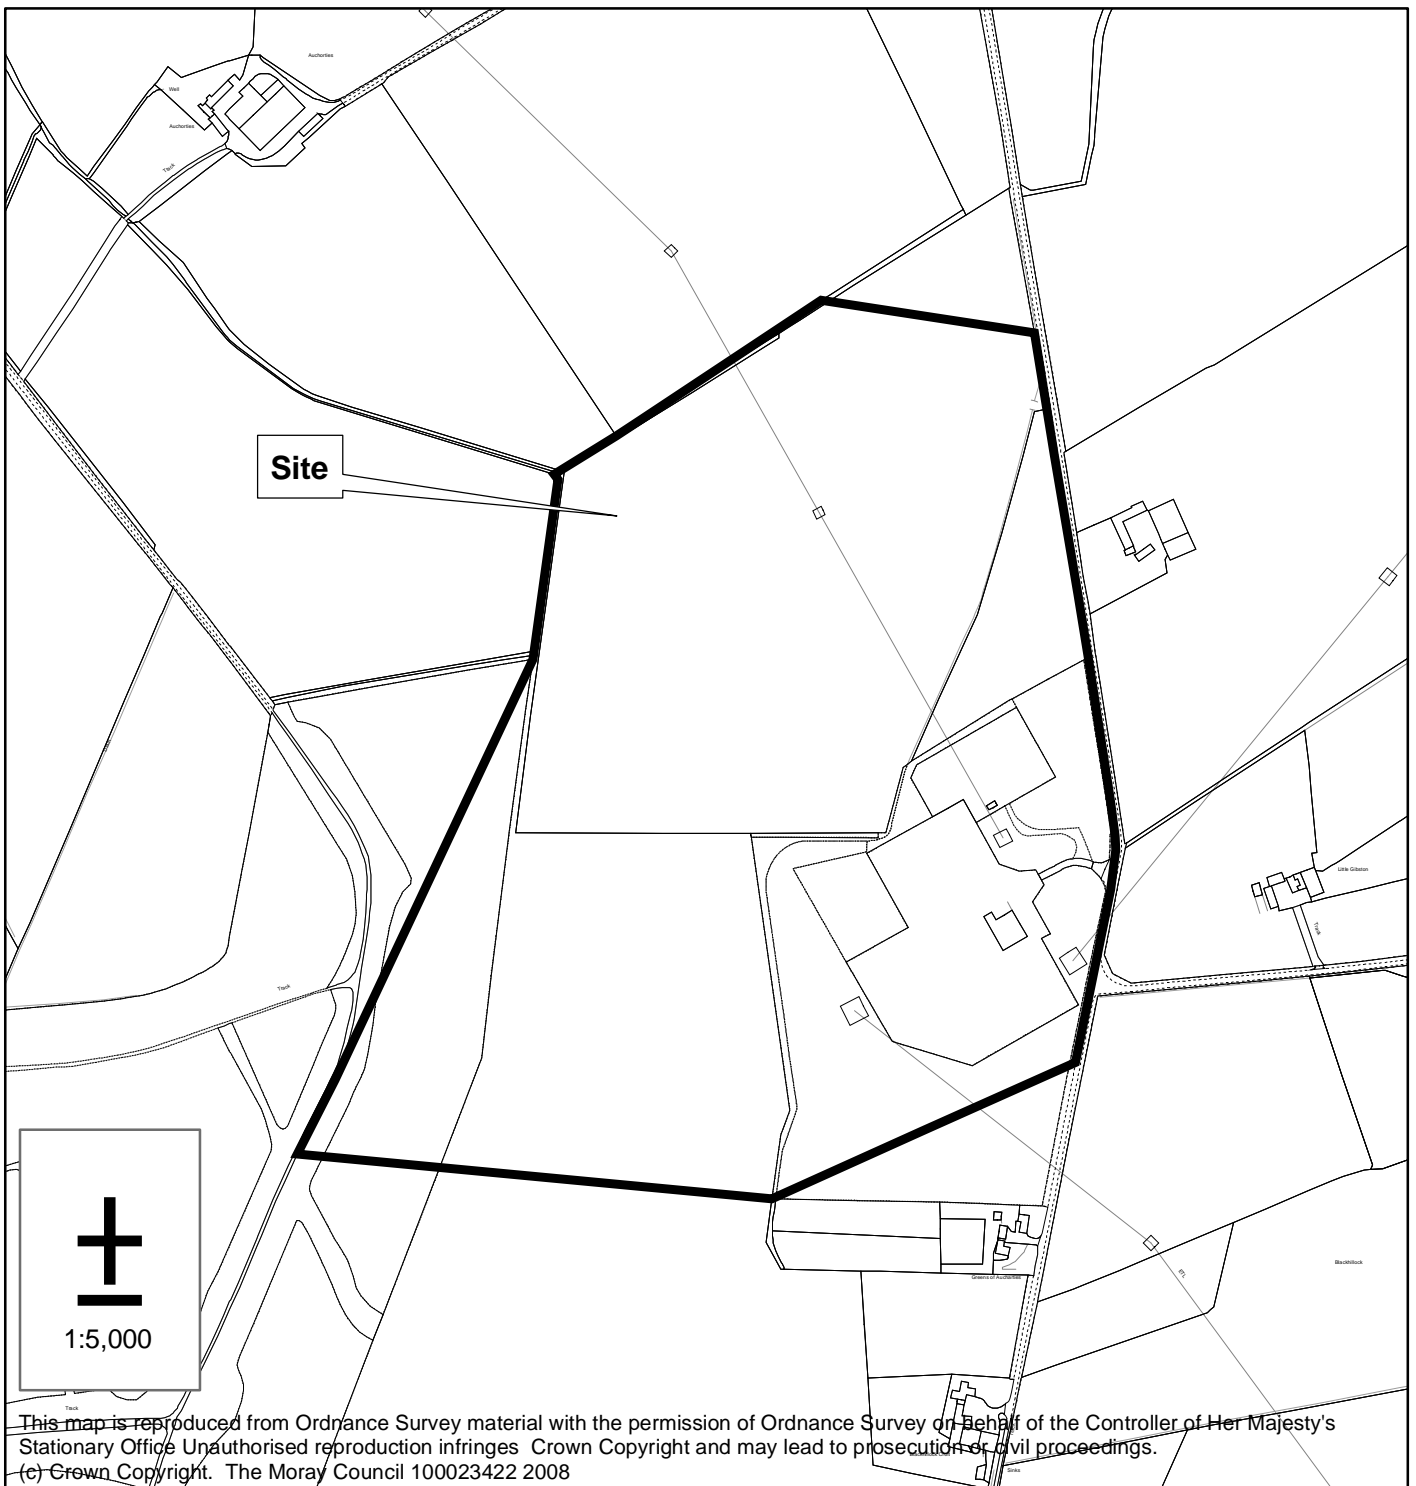 Auchorties
Well
Auchorties
Track
Site
Track
Little Gibston
Track
Track
±
1:5,000
Greens of Auchairties
Blackhillock
ETL
Track
This map is reproduced from Ordnance Survey material with the permission of Ordnance Survey on behalf of the Controller of Her Majesty's
Stationary Office Unauthorised reproduction infringes Crown Copyright and may lead to prosecution or civil proceedings.
(c) Crown Copyright. The Moray Council 100023422 2008
Sinks